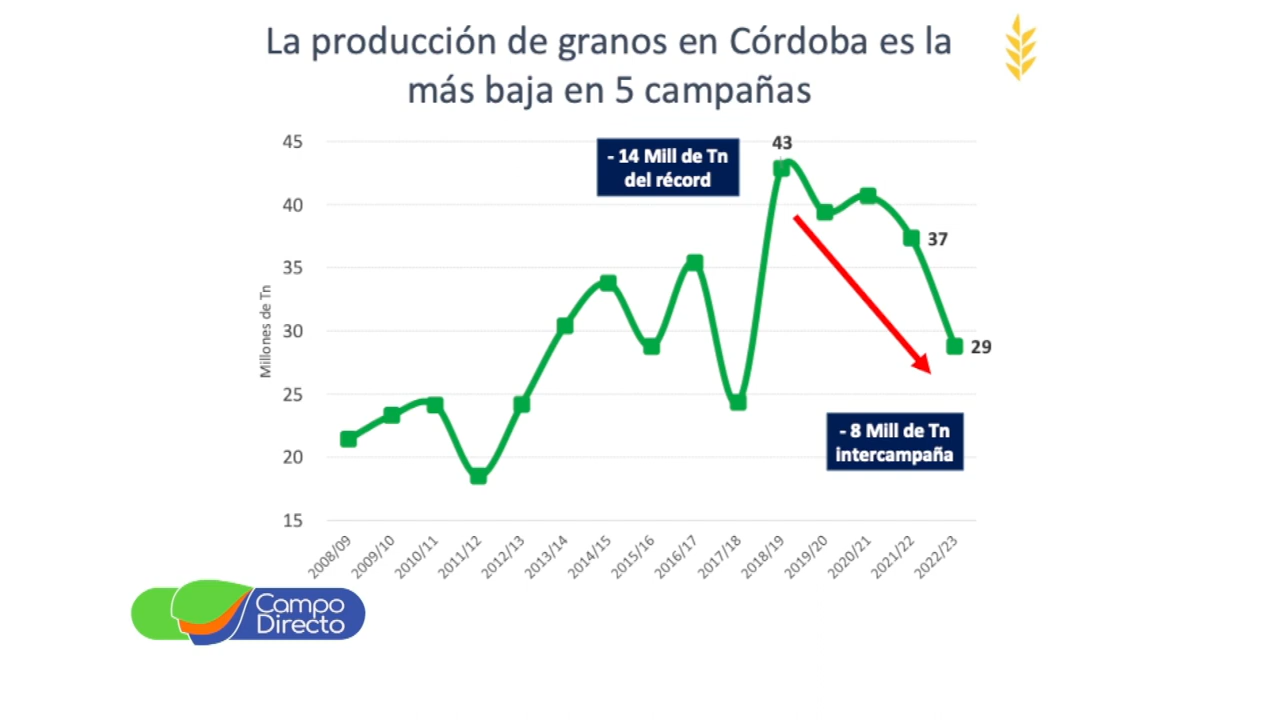 La producción de granos en Córdoba es la
más baja en 5 campañas
Millones de Tn
45
40
35
30
25
20
15
- 14 Mill de Tn
del récord
43
37
29
- 8 Mill de Tn
intercampaña
2008/09
2009/10
2010/11
2011/12
2012/13
2013/14
2014/15
2015/16
2016/17
2017/18
2018/19
2019/20
2020/21
2021/22
2022/23
Campo
Directo